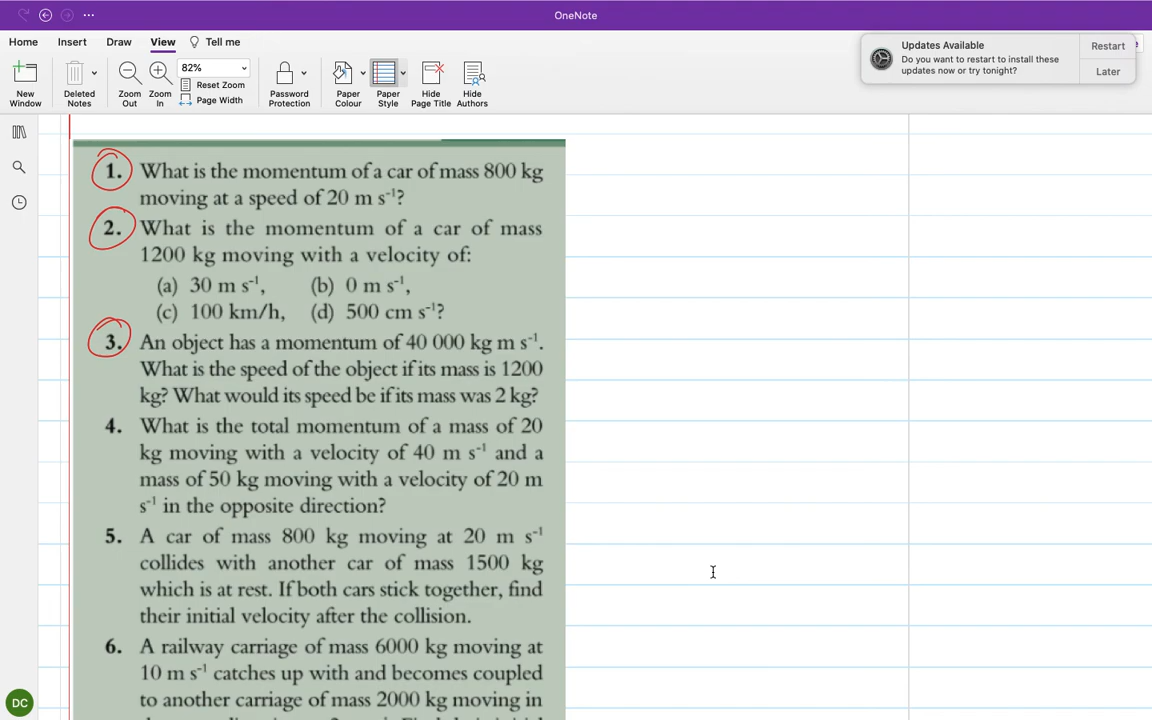 OneNote
Home Insert Draw View Tell me
Updates Available
Do you want to restart to install these
updates now or try tonight?
Restart
Later
New
Window
Deleted
Notes
Zoom
Out
Zoom
In
82%
Reset Zoom
Page Width
Password
Protection
Paper
Colour
Paper
Style
Hide
Page Title
Hide
Authors
1. What is the momentum of a car of mass 800 kg
moving at a speed of 20 m s⁻¹?
2. What is the momentum of a car of mass
1200 kg moving with a velocity of:
(a) 30 m s⁻¹, (b) 0 m s⁻¹,
(c) 100 km/h, (d) 500 cm s⁻¹?
3. An object has a momentum of 40 000 kg m s⁻¹.
What is the speed of the object if its mass is 1200
kg? What would its speed be if its mass was 2 kg?
4. What is the total momentum of a mass of 20
kg moving with a velocity of 40 m s⁻¹ and a
mass of 50 kg moving with a velocity of 20 m
s⁻¹ in the opposite direction?
5. A car of mass 800 kg moving at 20 m s⁻¹
collides with another car of mass 1500 kg
which is at rest. If both cars stick together, find
their initial velocity after the collision.
6. A railway carriage of mass 6000 kg moving at
10 m s⁻¹ catches up with and becomes coupled
to another carriage of mass 2000 kg moving in
DC